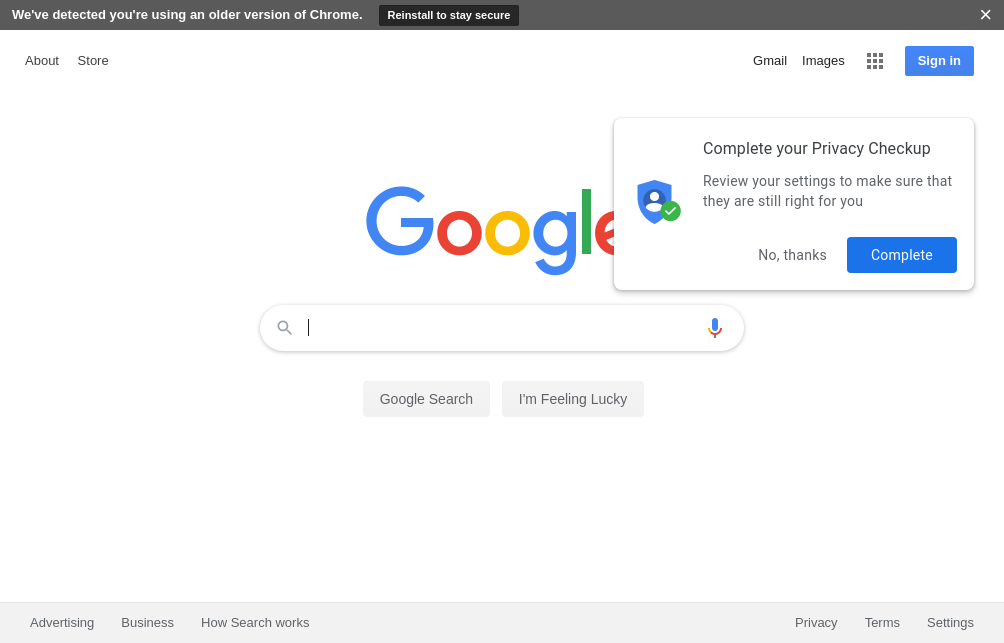 We've detected you're using an older version of Chrome. Reinstall to stay secure
About Store Gmail Images Sign in
Complete your Privacy Checkup
Review your settings to make sure that
they are still right for you
No, thanks Complete
Google
Google Search I'm Feeling Lucky
Advertising Business How Search works Privacy Terms Settings